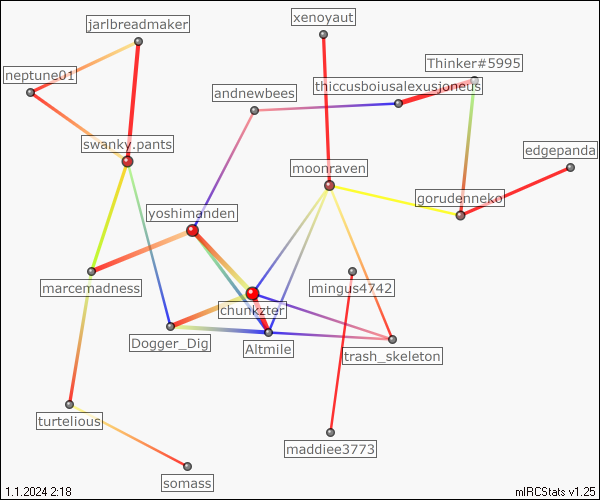 xenoyaut
jarlbreadmaker
Thinker#5995
neptune01
thiccusboiusalexusjoneus
andnewbees
swanky.pants
edgepanda
moonraven
gorudenneko
yoshimanden
marcemadness
mingus4742
chunkzter
Dogger_Dig
Altmile
trash_skeleton
turtelious
maddiee3773
somass
1.1.2024 2:18
mIRCStats v1.25